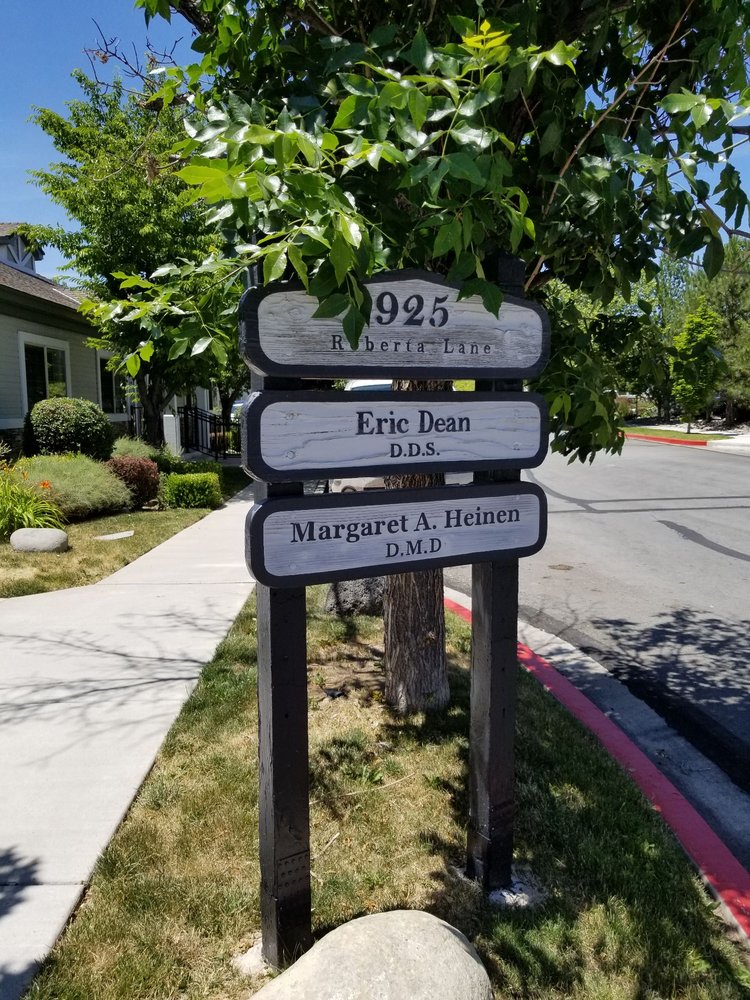 925
Roberta Lane
Eric Dean
D.D.S.
Margaret A. Heinen
D.M.D